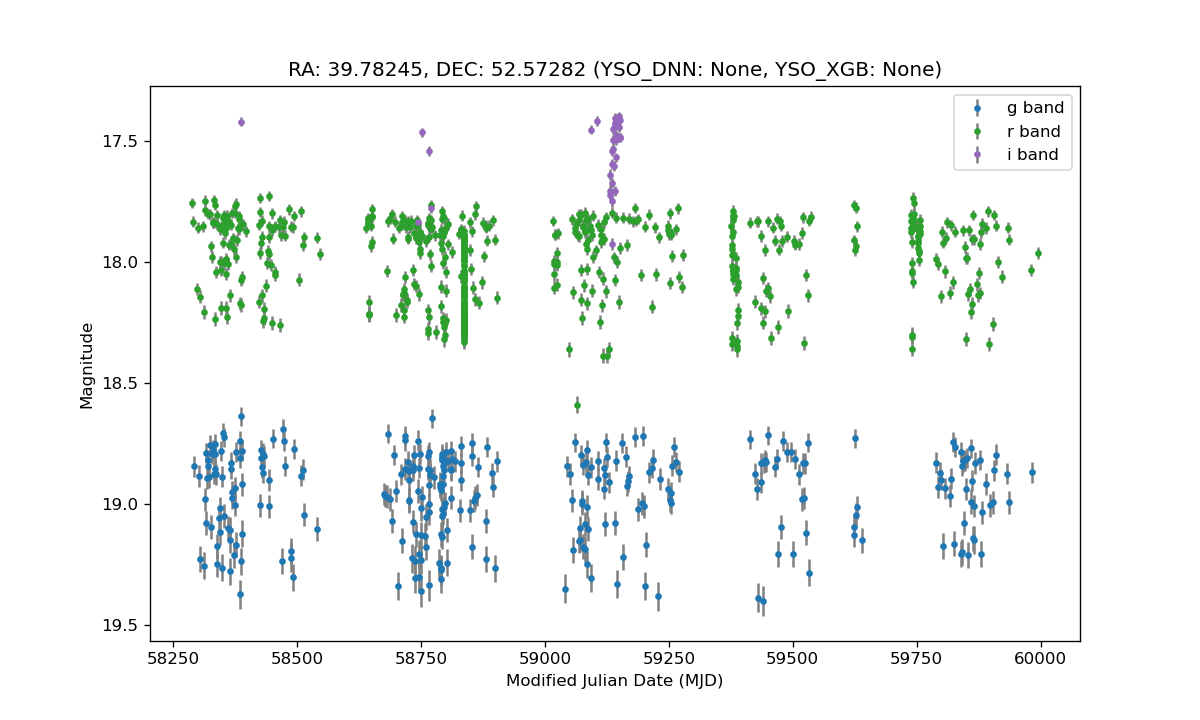 RA: 39.78245, DEC: 52.57282 (YSO_DNN: None, YSO_XGB: None)
g band
r band
i band
17.5
18.0
18.5
19.0
19.5
Magnitude
58250
58500
58750
59000
59250
59500
59750
60000
Modified Julian Date (MJD)